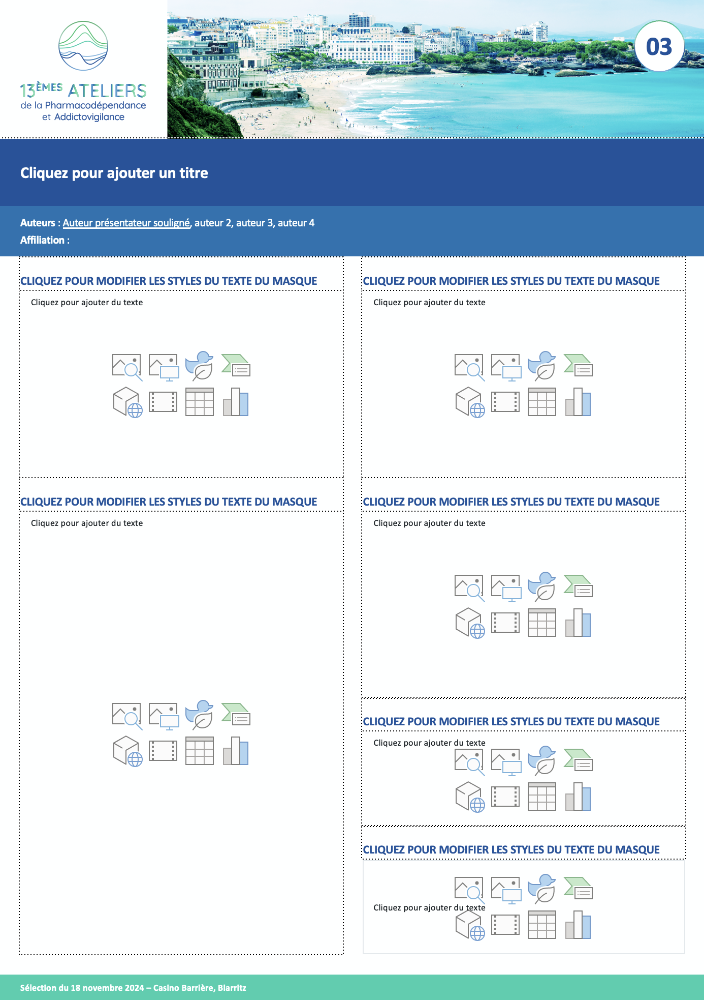 13ÈMES ATELIERS
de la Pharmacodépendance
et Addictovigilance
03
Cliquez pour ajouter un titre
Auteurs : Auteur présentateur souligné, auteur 2, auteur 3, auteur 4
Affiliation :
CLIQUEZ POUR MODIFIER LES STYLES DU TEXTE DU MASQUE
Cliquez pour ajouter du texte
CLIQUEZ POUR MODIFIER LES STYLES DU TEXTE DU MASQUE
Cliquez pour ajouter du texte
CLIQUEZ POUR MODIFIER LES STYLES DU TEXTE DU MASQUE
Cliquez pour ajouter du texte
CLIQUEZ POUR MODIFIER LES STYLES DU TEXTE DU MASQUE
Cliquez pour ajouter du texte
CLIQUEZ POUR MODIFIER LES STYLES DU TEXTE DU MASQUE
Cliquez pour ajouter du texte
CLIQUEZ POUR MODIFIER LES STYLES DU TEXTE DU MASQUE
Cliquez pour ajouter du texte
Sélection du 18 novembre 2024 – Casino Barrière, Biarritz